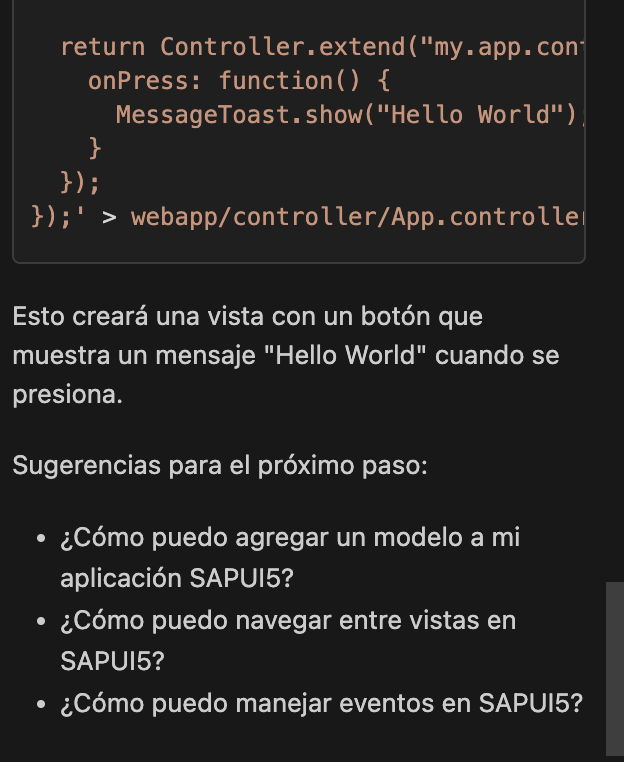 return Controller.extend("my.app.con
onPress: function() {
MessageToast.show("Hello World");
}
});
});' > webapp/controller/App.controller
Esto creará una vista con un botón que
muestra un mensaje "Hello World" cuando se
presiona.
Sugerencias para el próximo paso:
• ¿Cómo puedo agregar un modelo a mi
aplicación SAPUI5?
• ¿Cómo puedo navegar entre vistas en
SAPUI5?
• ¿Cómo puedo manejar eventos en SAPUI5?